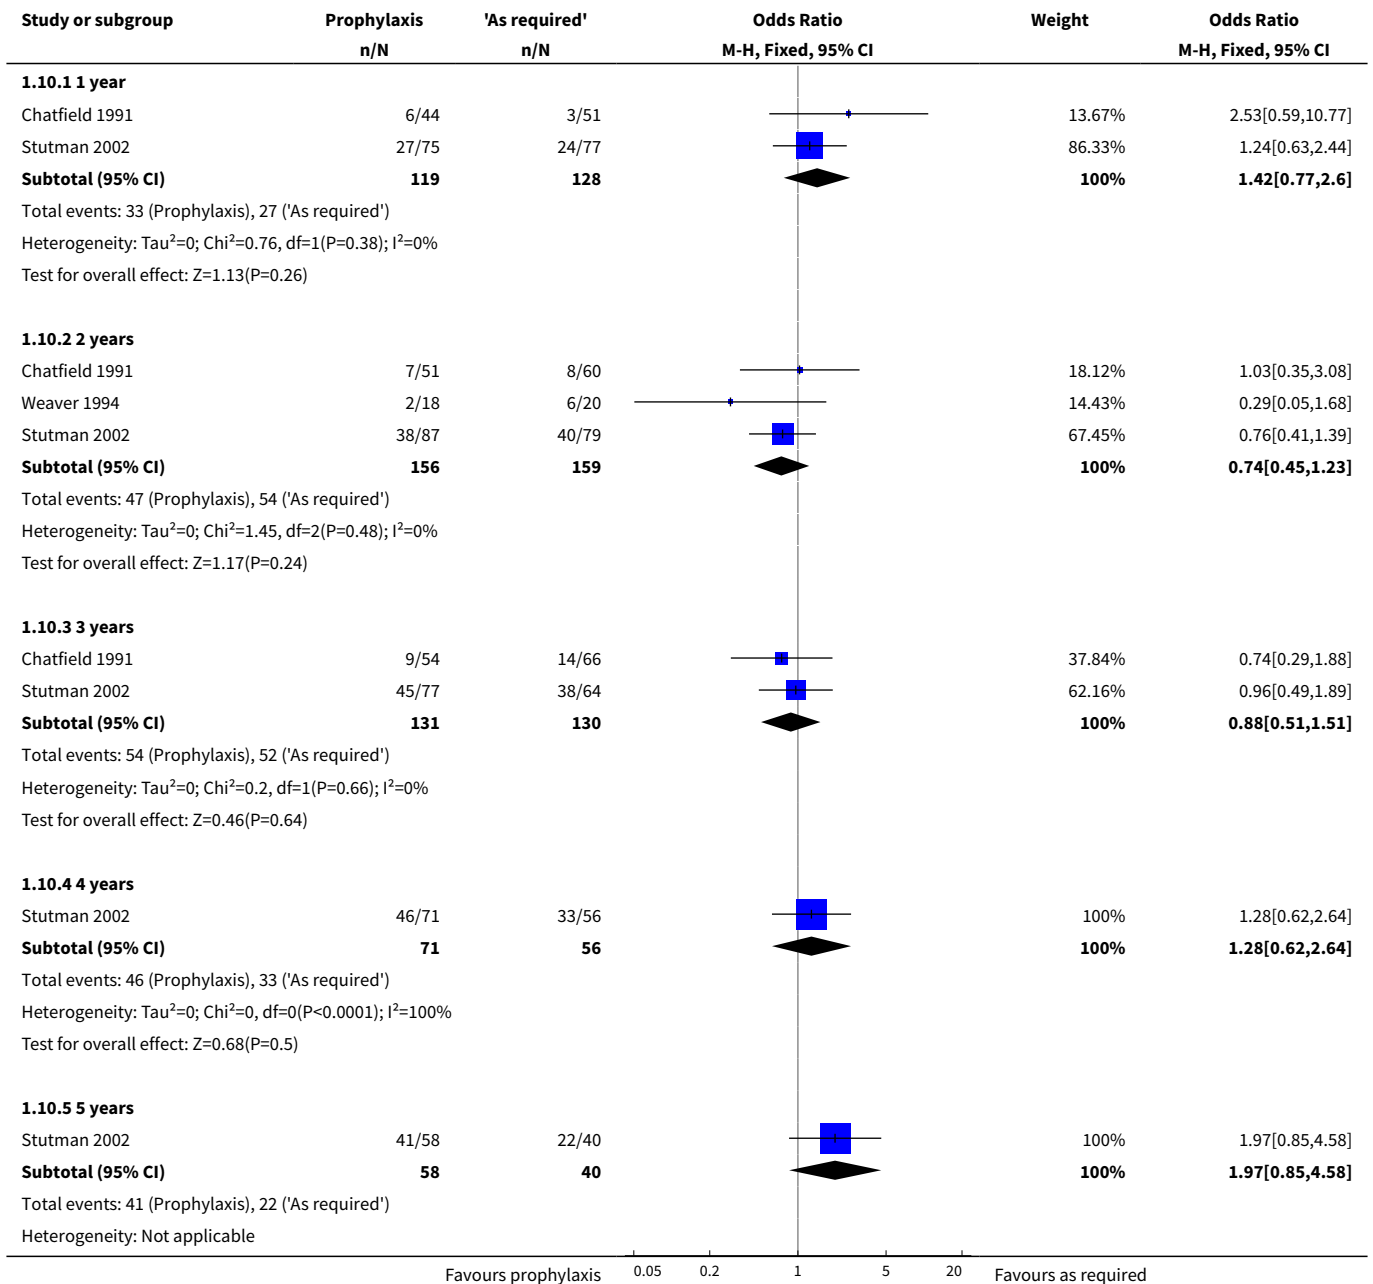 Study or subgroup Prophylaxis 'As required' Odds Ratio Weight Odds Ratio
n/N n/N M-H, Fixed, 95% CI M-H, Fixed, 95% CI
1.10.1 1 year
Chatfield 1991 6/44 3/51 13.67% 2.53[0.59,10.77]
Stutman 2002 27/75 24/77 86.33% 1.24[0.63,2.44]
Subtotal (95% CI) 119 128 100% 1.42[0.77,2.6]
Total events: 33 (Prophylaxis), 27 ('As required')
Heterogeneity: Tau²=0; Chi²=0.76, df=1(P=0.38); I²=0%
Test for overall effect: Z=1.13(P=0.26)
1.10.2 2 years
Chatfield 1991 7/51 8/60 18.12% 1.03[0.35,3.08]
Weaver 1994 2/18 6/20 14.43% 0.29[0.05,1.68]
Stutman 2002 38/87 40/79 67.45% 0.76[0.41,1.39]
Subtotal (95% CI) 156 159 100% 0.74[0.45,1.23]
Total events: 47 (Prophylaxis), 54 ('As required')
Heterogeneity: Tau²=0; Chi²=1.45, df=2(P=0.48); I²=0%
Test for overall effect: Z=1.17(P=0.24)
1.10.3 3 years
Chatfield 1991 9/54 14/66 37.84% 0.74[0.29,1.88]
Stutman 2002 45/77 38/64 62.16% 0.96[0.49,1.89]
Subtotal (95% CI) 131 130 100% 0.88[0.51,1.51]
Total events: 54 (Prophylaxis), 52 ('As required')
Heterogeneity: Tau²=0; Chi²=0.2, df=1(P=0.66); I²=0%
Test for overall effect: Z=0.46(P=0.64)
1.10.4 4 years
Stutman 2002 46/71 33/56 100% 1.28[0.62,2.64]
Subtotal (95% CI) 71 56 100% 1.28[0.62,2.64]
Total events: 46 (Prophylaxis), 33 ('As required')
Heterogeneity: Tau²=0; Chi²=0, df=0(P<0.0001); I²=100%
Test for overall effect: Z=0.68(P=0.5)
1.10.5 5 years
Stutman 2002 41/58 22/40 100% 1.97[0.85,4.58]
Subtotal (95% CI) 58 40 100% 1.97[0.85,4.58]
Total events: 41 (Prophylaxis), 22 ('As required')
Heterogeneity: Not applicable
Favours prophylaxis 0.05 0.2 1 5 20 Favours as required